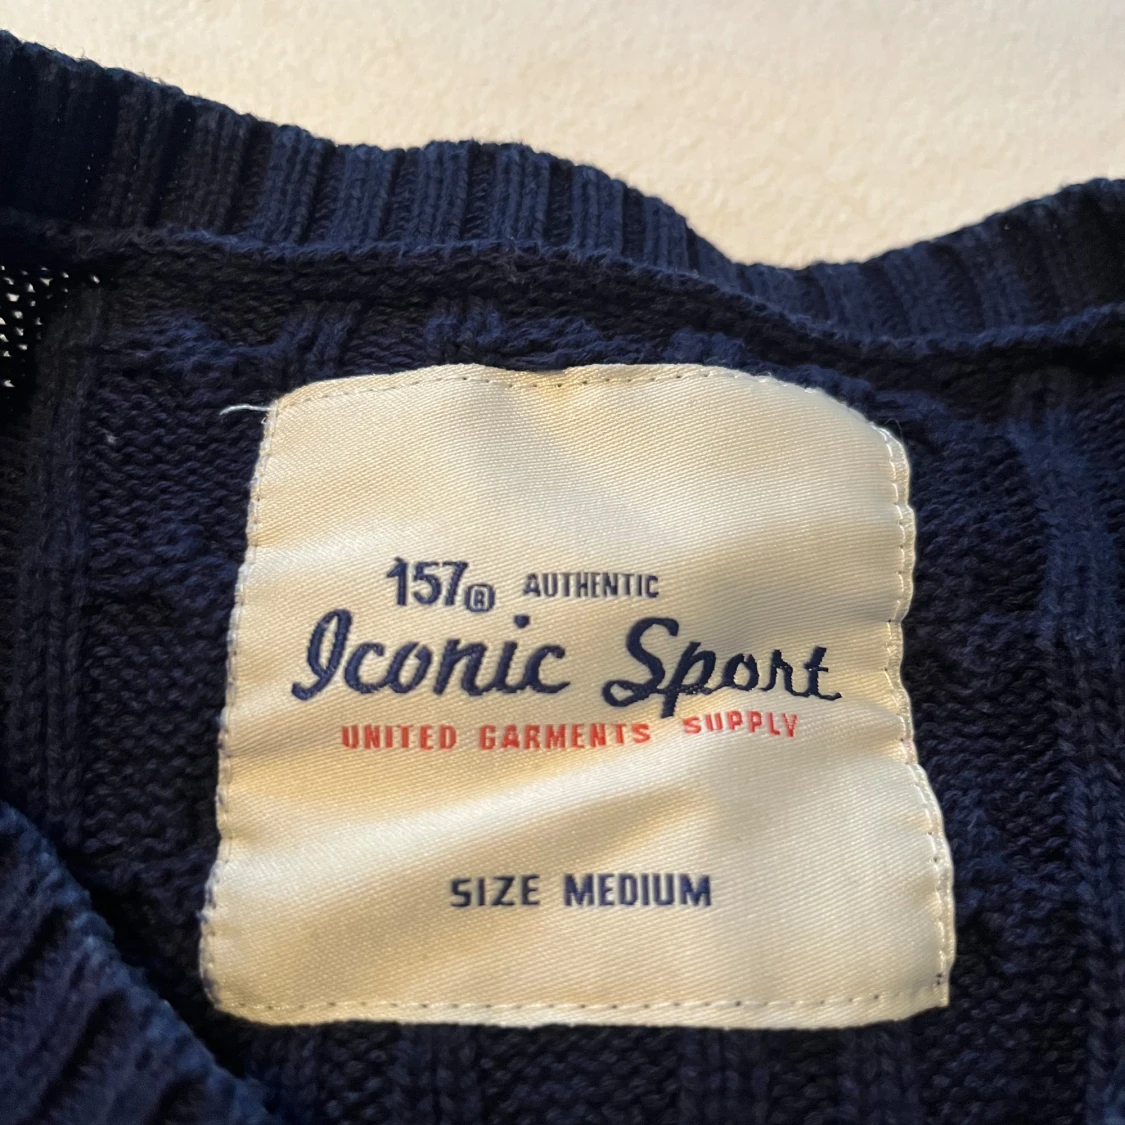 157® AUTHENTIC
Iconic Sport
UNITED GARMENTS SUPPLY
SIZE MEDIUM